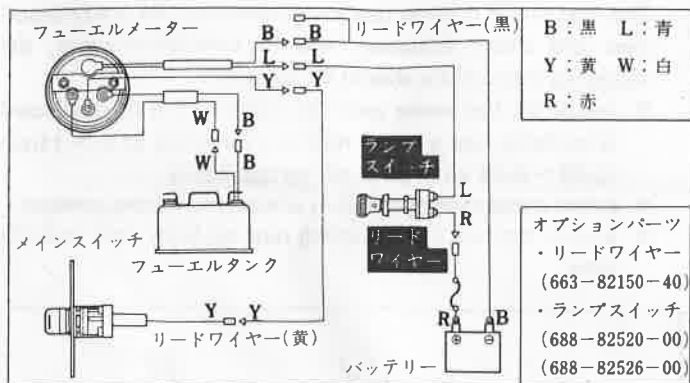 フューエルメーター
B
B
リードワイヤー(黒)
L
L
Y
Y
W
B
W
B
フューエルタンク
メインスイッチ
Y
Y
リードワイヤー(黄)
ランプ
スイッチ
L
R
リード
ワイヤー
R
B
バッテリー
B：黒 L：青
Y：黄 W：白
R：赤
オプションパーツ
・リードワイヤー
(663-82150-40)
・ランプスイッチ
(688-82520-00)
(688-82526-00)